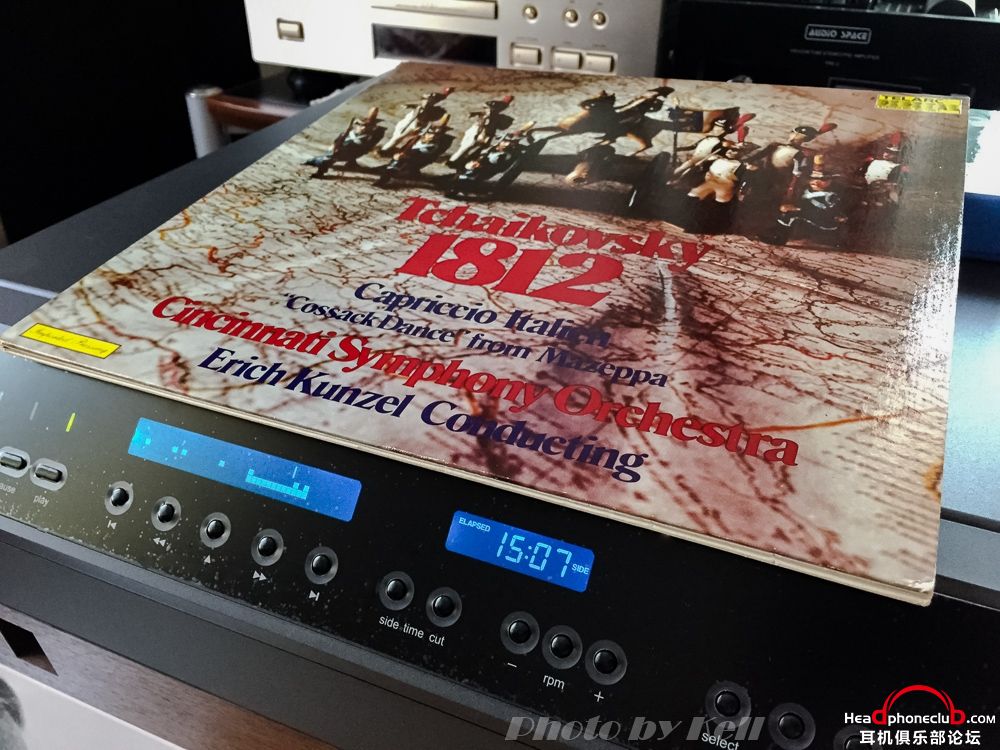 AUDIO SPACE
Tchaikovsky
1812
Capriccio Italien
'Cossack Dance' from Mazeppa
Cincinnati Symphony Orchestra
Erich Kunzel Conducting
play
ELAPSED
15:07
SIDE
side time cut
− rpm +
select
Photo by Kell
Headphoneclub.com
耳机俱乐部论坛